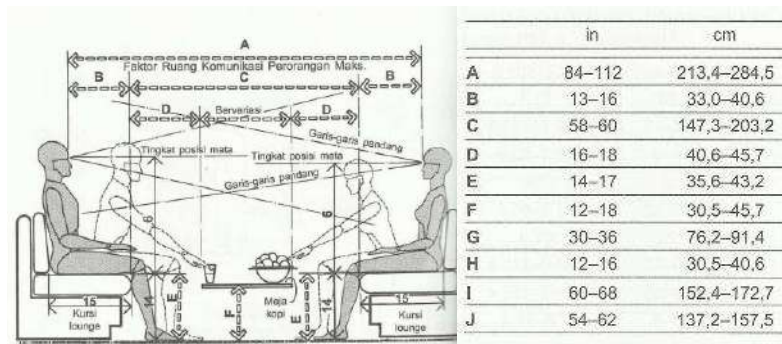 A
Faktor Ruang Komunikasi Perorangan Maks.
B C B
D Bervariasi D
Garis-garis pandang
Tingkat posisi mata
Tingkat posisi mata
Garis-garis pandang
6 6
14 E F E 14
15 15
Kursi lounge
Meja kopi
Kursi lounge
in cm
A 84–112 213,4–284,5
B 13–16 33,0–40,6
C 58–60 147,3–203,2
D 16–18 40,6–45,7
E 14–17 35,6–43,2
F 12–18 30,5–45,7
G 30–36 76,2–91,4
H 12–16 30,5–40,6
I 60–68 152,4–172,7
J 54–62 137,2–157,5